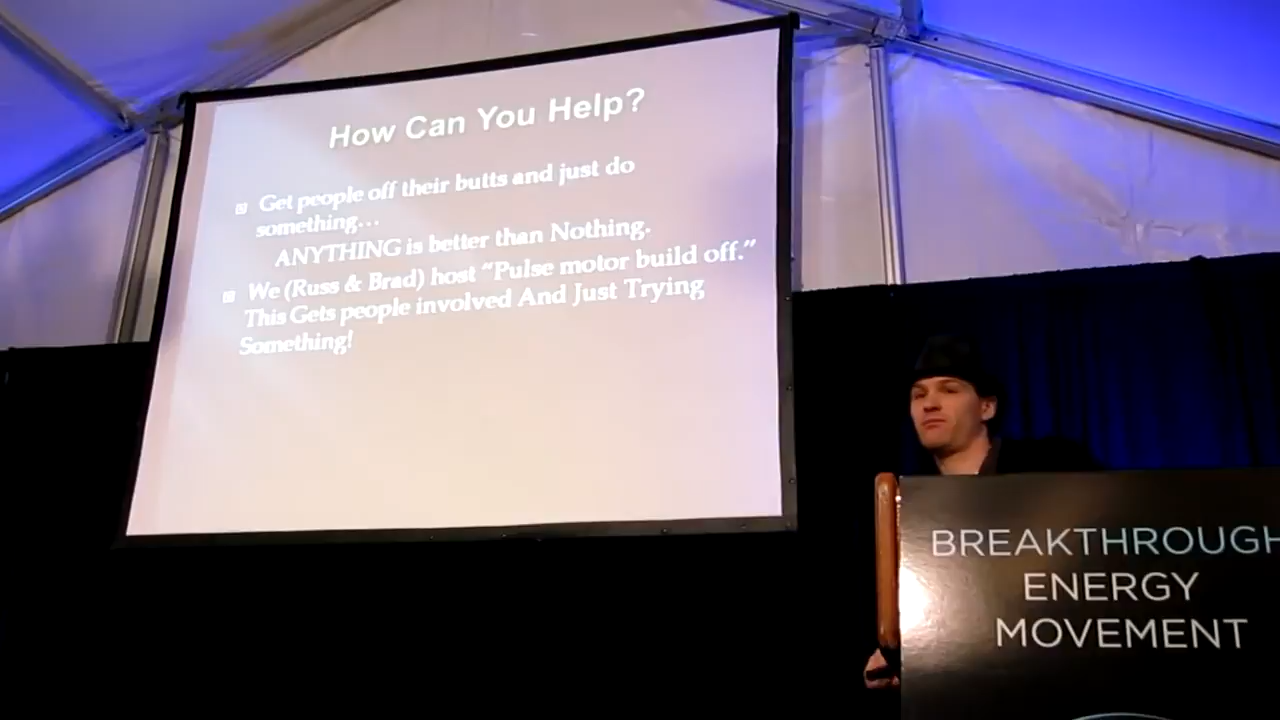 How Can You Help?
Get people off their butts and just do
something...
ANYTHING is better than Nothing.
We (Russ & Brad) host “Pulse motor build off.”
This Gets people involved And Just Trying
Something!
BREAKTHROUGH
ENERGY
MOVEMENT